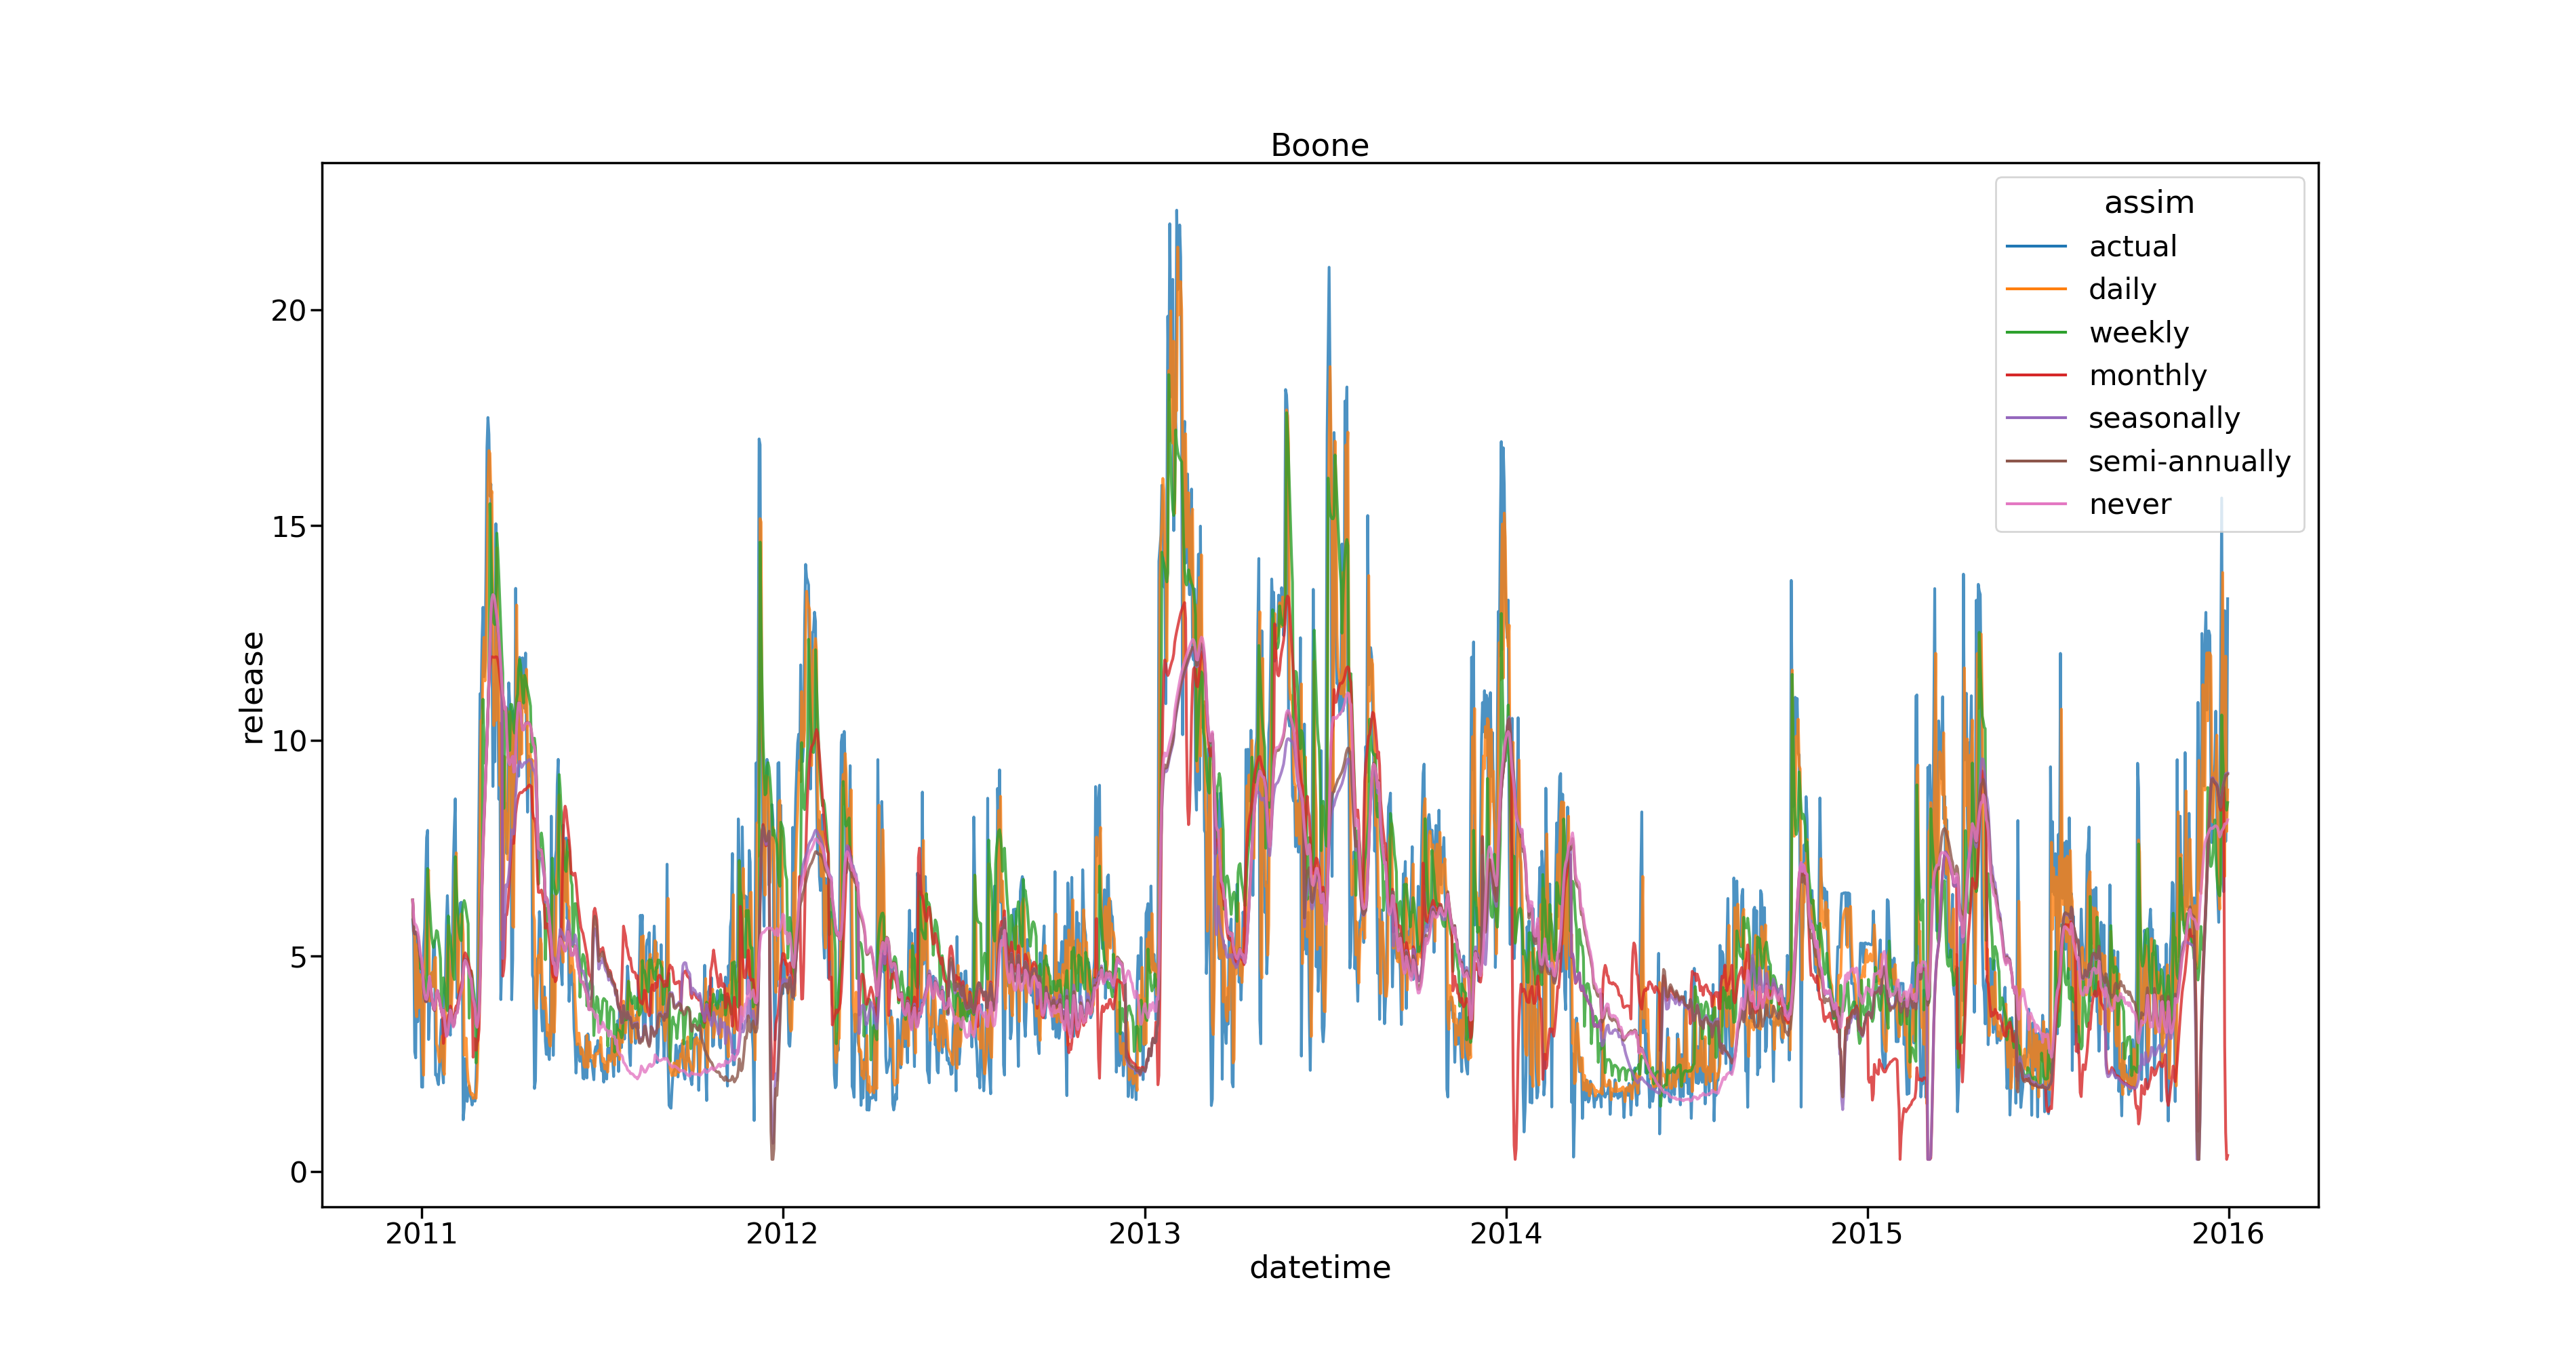 Boone
assim
actual
daily
weekly
monthly
seasonally
semi-annually
never
release
20
15
10
5
0
2011 2012 2013 2014 2015 2016
datetime